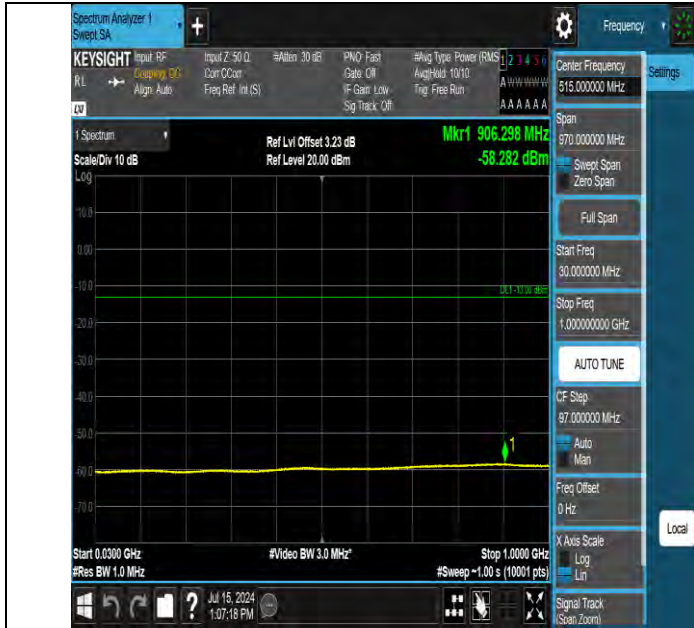 Spectrum Analyzer 1
Swept SA
+
Frequency
KEYSIGHT
RL
Input: RF
Coupling: DC
Align: Auto
Input Z: 50 Ω
Corr CCorr
Freq Ref: Int (S)
#Atten: 30 dB
PNO: Fast
Gate: Off
IF Gain: Low
Sig Track: Off
#Avg Type: Power (RMS
Avg|Hold: 10/10
Trig: Free Run
1 2 3 4 5 6
A W W W W W
A A A A A A
LXI
1 Spectrum
Scale/Div 10 dB
Ref Lvl Offset 3.23 dB
Ref Level 20.00 dBm
Mkr1 906.298 MHz
-58.282 dBm
Log
10.0
0.00
-10.0
DL1 -13.00 dBm
-30.0
-40.0
-50.0
1
-60.0
-70.0
Start 0.0300 GHz
#Res BW 1.0 MHz
#Video BW 3.0 MHz*
Stop 1.0000 GHz
#Sweep ~1.00 s (10001 pts)
Jul 15, 2024
1:07:18 PM
Center Frequency
515.000000 MHz
Settings
Span
970.000000 MHz
Swept Span
Zero Span
Full Span
Start Freq
30.000000 MHz
Stop Freq
1.000000000 GHz
AUTO TUNE
CF Step
97.000000 MHz
Auto
Man
Freq Offset
0 Hz
X Axis Scale
Log
Lin
Local
Signal Track
(Span Zoom)